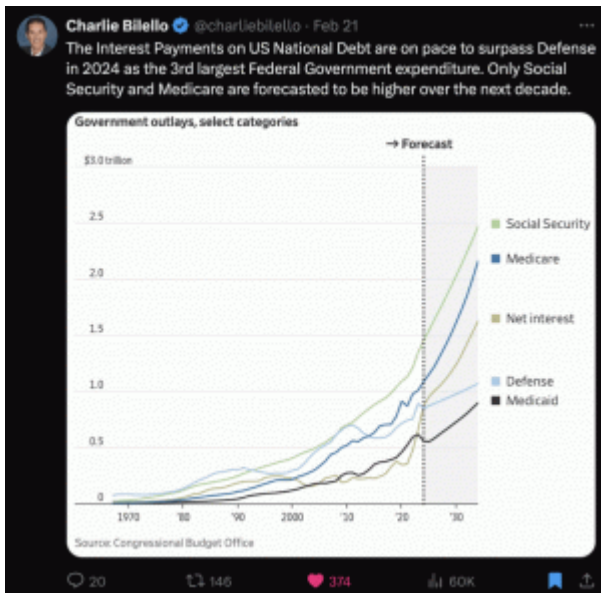 Charlie Bilello @charliebilello · Feb 21
The Interest Payments on US National Debt are on pace to surpass Defense
in 2024 as the 3rd largest Federal Government expenditure. Only Social
Security and Medicare are forecasted to be higher over the next decade.
Government outlays, select categories
→ Forecast
$3.0 trillion
2.5
Social Security
Medicare
2.0
1.5
Net interest
1.0
Defense
Medicaid
0.5
0
1970 '80 '90 2000 '10 '20 '30
Source: Congressional Budget Office
20 146 374 60K